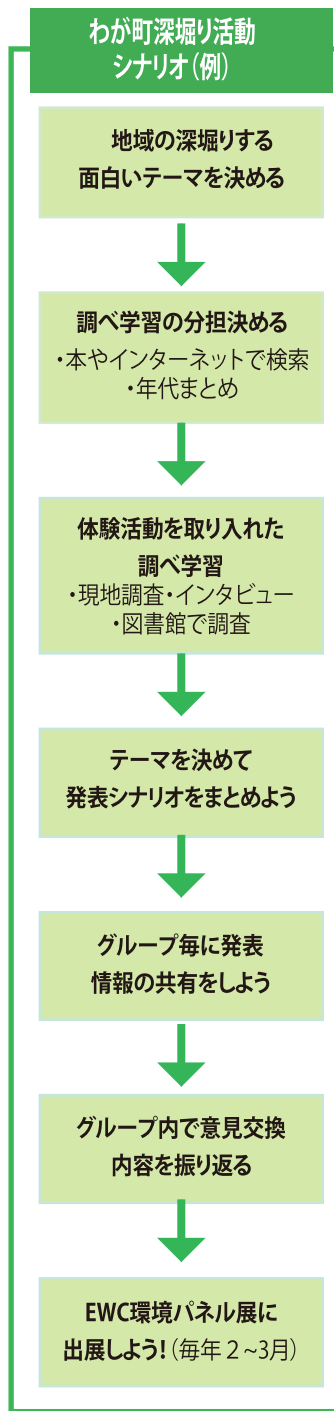 わが町深堀り活動
シナリオ（例）
地域の深堀りする
面白いテーマを決める
調べ学習の分担決める
・本やインターネットで検索
・年代まとめ
体験活動を取り入れた
調べ学習
・現地調査・インタビュー
・図書館で調査
テーマを決めて
発表シナリオをまとめよう
グループ毎に発表
情報の共有をしよう
グループ内で意見交換
内容を振り返る
EWC環境パネル展に
出展しよう!（毎年２~3月）